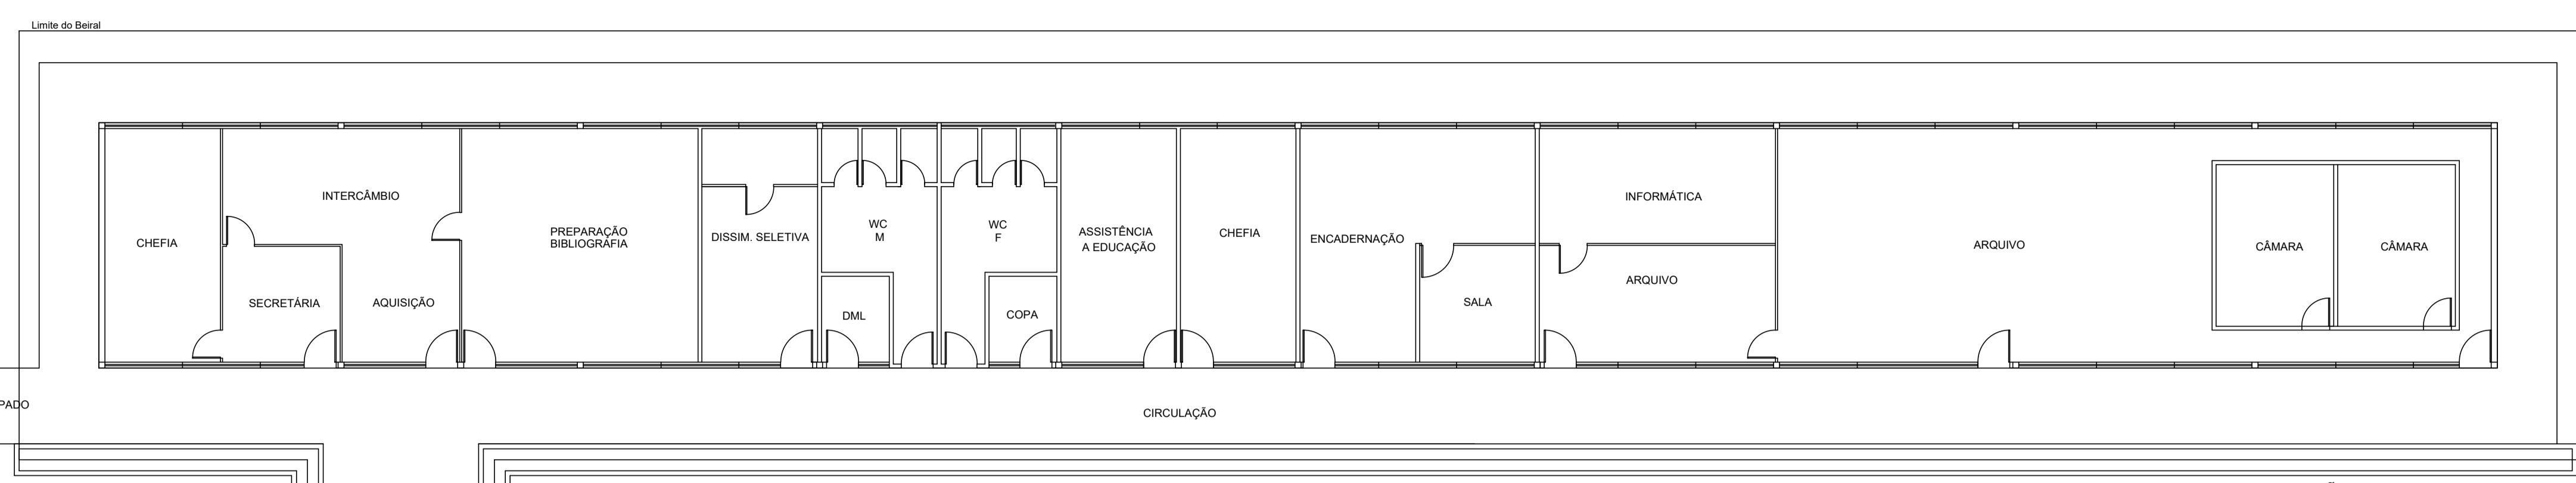 Limite do Beiral
CHEFIA
INTERCÂMBIO
SECRETÁRIA
AQUISIÇÃO
PREPARAÇÃO
BIBLIOGRAFIA
DISSIM. SELETIVA
WC
M
DML
WC
F
COPA
ASSISTÊNCIA
A EDUCAÇÃO
CHEFIA
ENCADERNAÇÃO
SALA
INFORMÁTICA
ARQUIVO
ARQUIVO
CÂMARA
CÂMARA
PADO
CIRCULAÇÃO